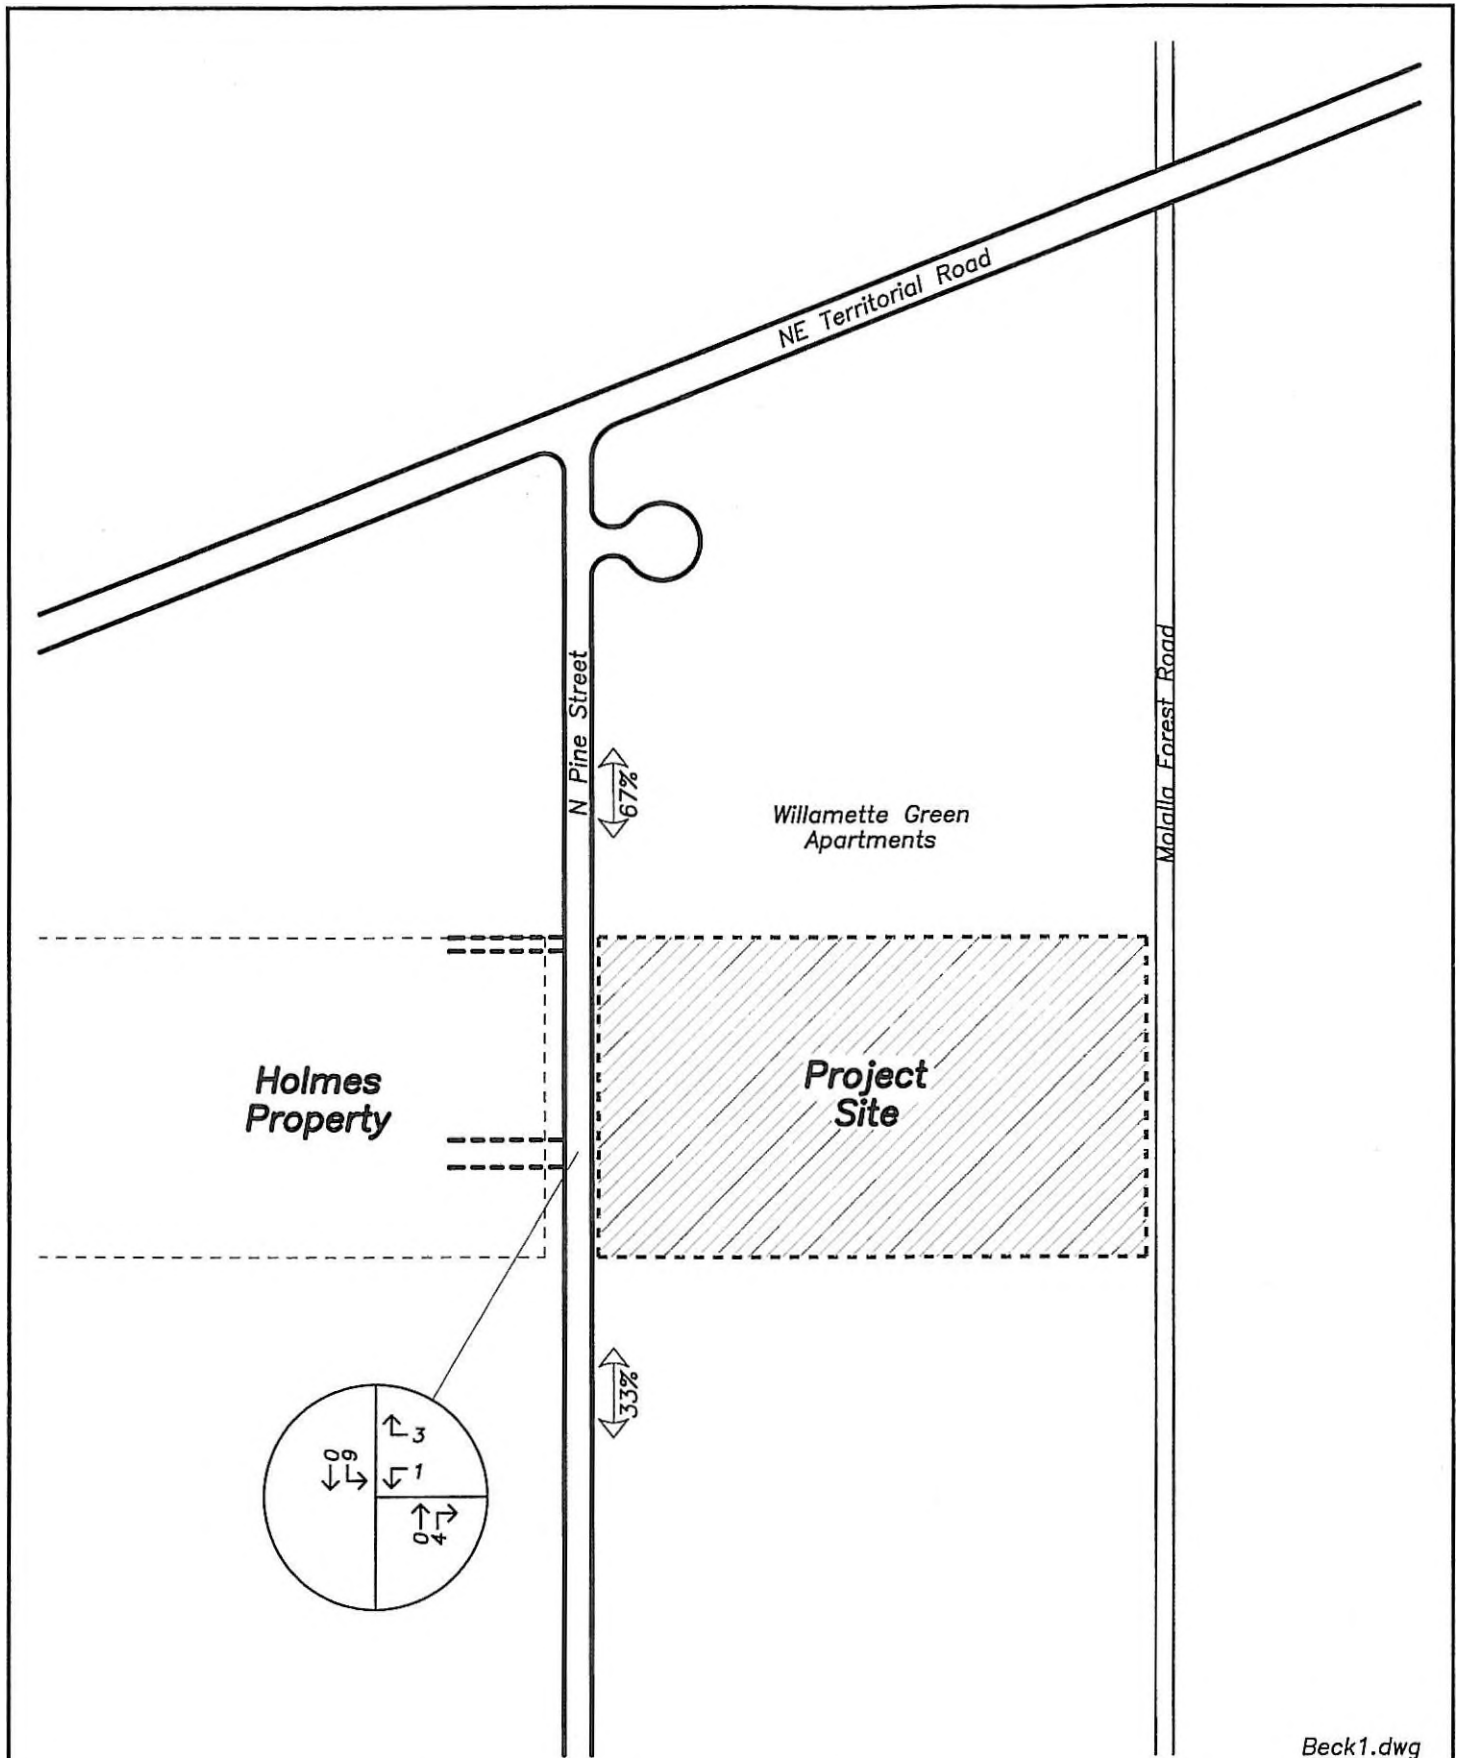 NE Territorial Road
N Pine Street
67%
Molalla Forest Road
Willamette Green
Apartments
Holmes
Property
Project
Site
33%
3
0
9
1
0
4
Beck1.dwg